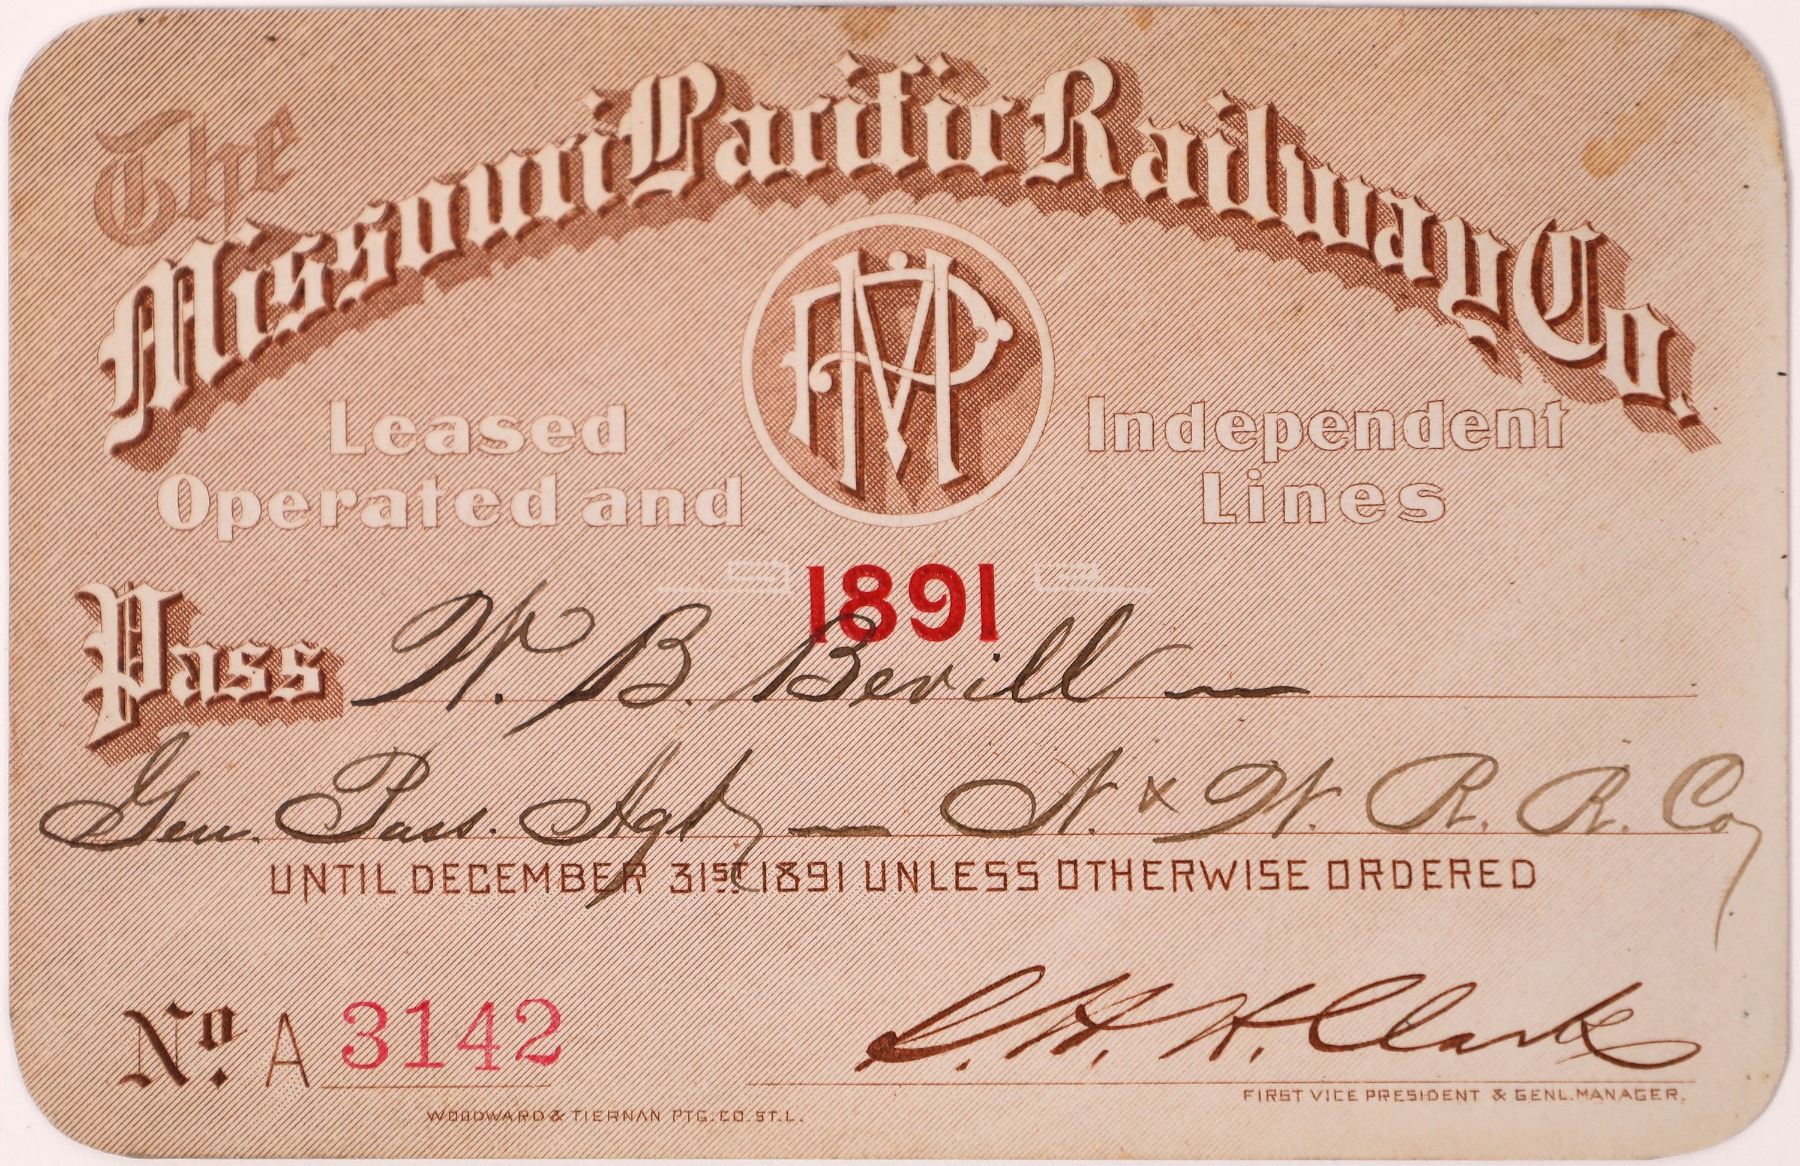 The
Missouri Pacific Railway Co.
MP
Leased
Operated and
Independent
Lines
1891
Pass W. B. Bevill
Gen. Pass. Agt, — N. & W. R. R. Co,
UNTIL DECEMBER 31ST 1891 UNLESS OTHERWISE ORDERED
No. A 3142
S. H. H. Clark
FIRST VICE PRESIDENT & GENL. MANAGER.
WOODWARD & TIERNAN PTG. CO. ST. L.